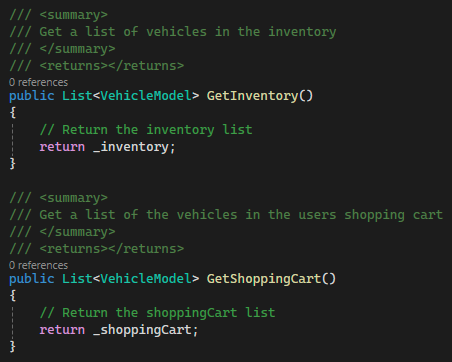 /// <summary>
/// Get a list of vehicles in the inventory
/// </summary>
/// <returns></returns>
0 references
public List<VehicleModel> GetInventory()
{
// Return the inventory list
return _inventory;
}
/// <summary>
/// Get a list of the vehicles in the users shopping cart
/// </summary>
/// <returns></returns>
0 references
public List<VehicleModel> GetShoppingCart()
{
// Return the shoppingCart list
return _shoppingCart;
}